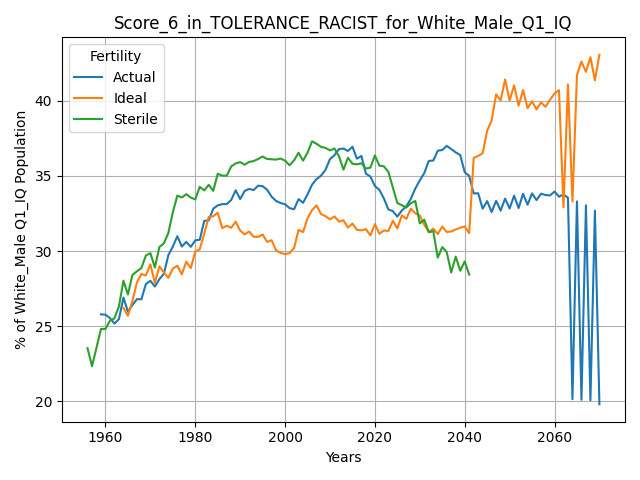 Score_6_in_TOLERANCE_RACIST_for_White_Male_Q1_IQ
Fertility
Actual
Ideal
Sterile
% of White_Male Q1_IQ Population
40
35
30
25
20
1960
1980
2000
2020
2040
2060
Years